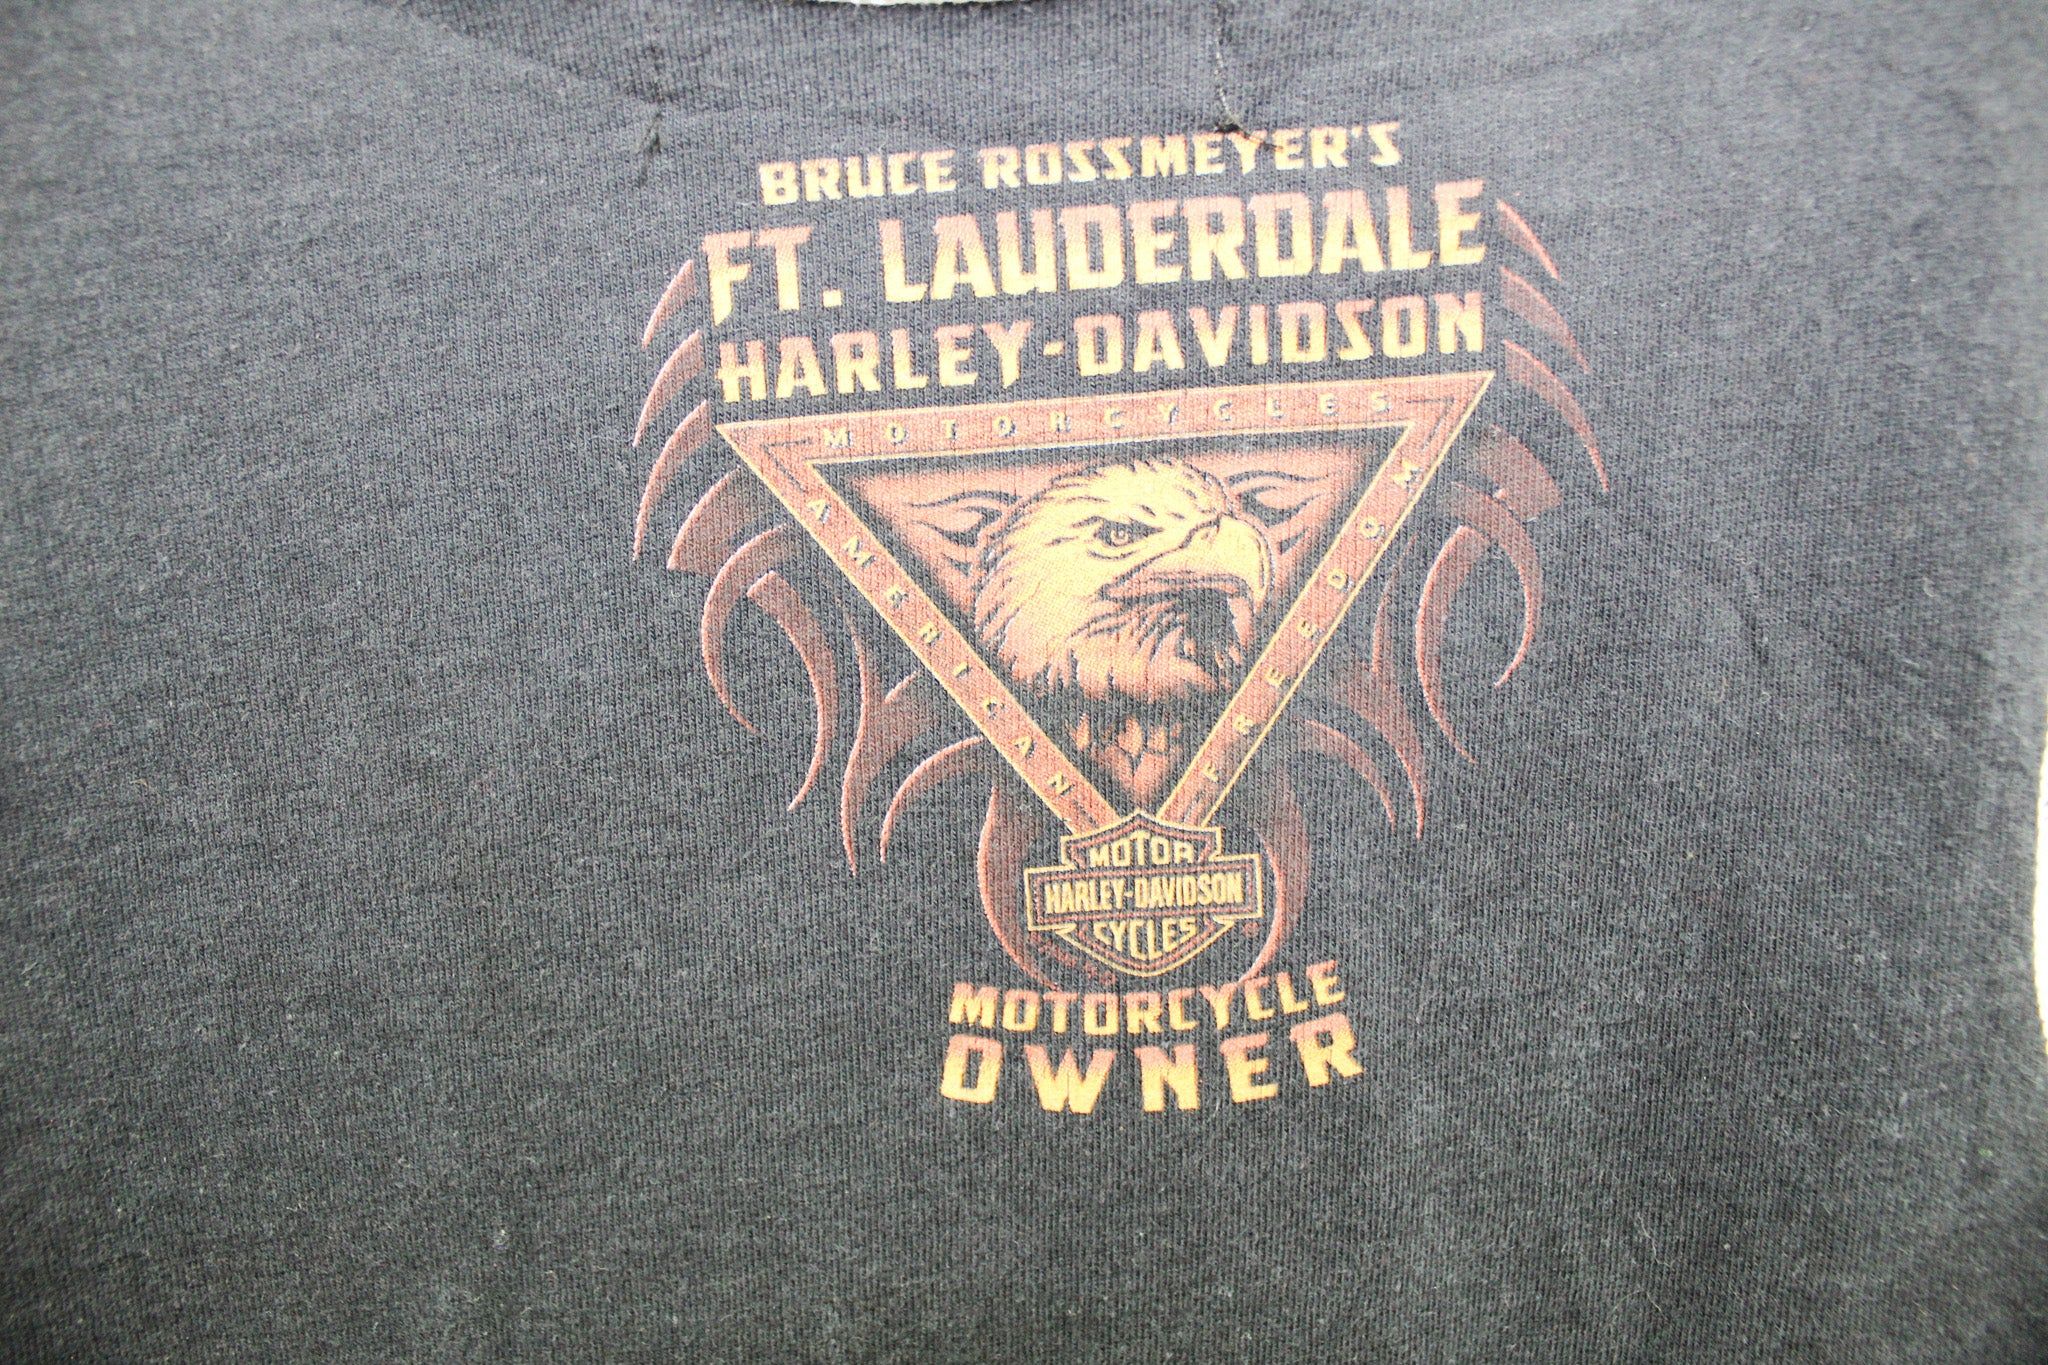 BRUCE ROSSMEYER'S
FT. LAUDERDALE
HARLEY-DAVIDSON
MOTORCYCLES
AMERICAN
FREEDOM
MOTOR
HARLEY-DAVIDSON
CYCLES
MOTORCYCLE
OWNER